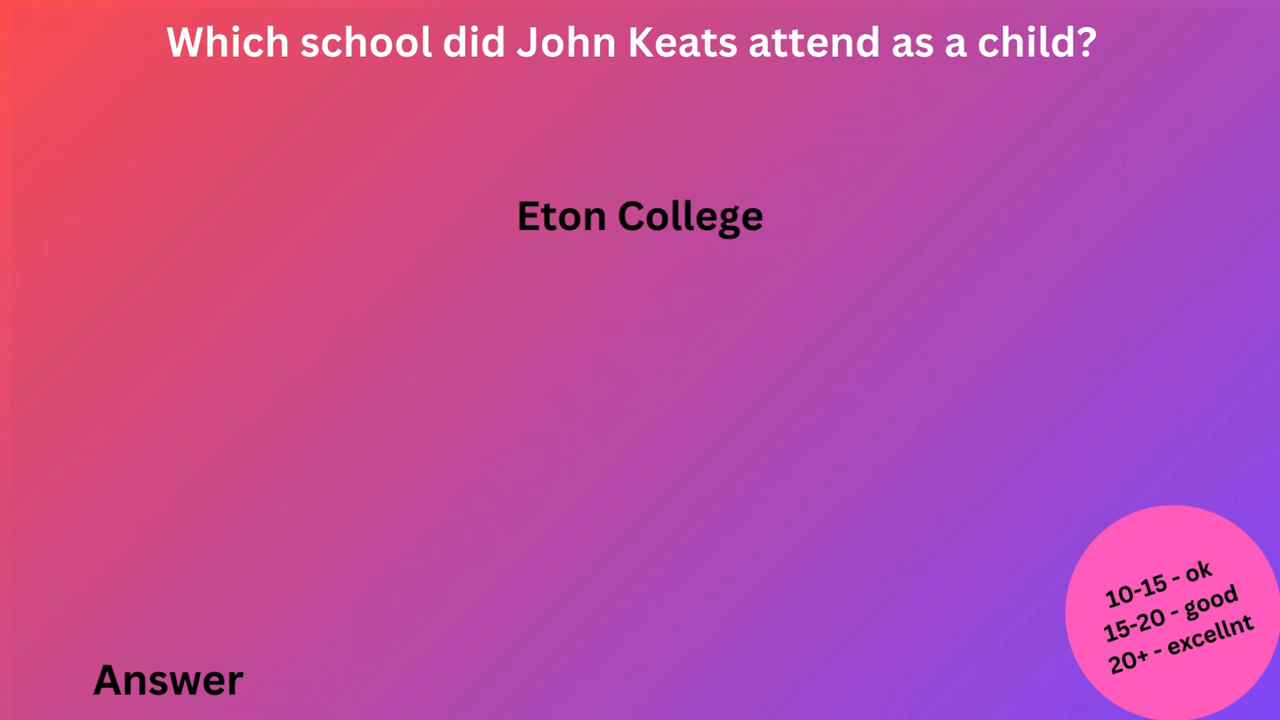 Which school did John Keats attend as a child?
Eton College
10-15 - ok
15-20 - good
20+ - excellnt
Answer